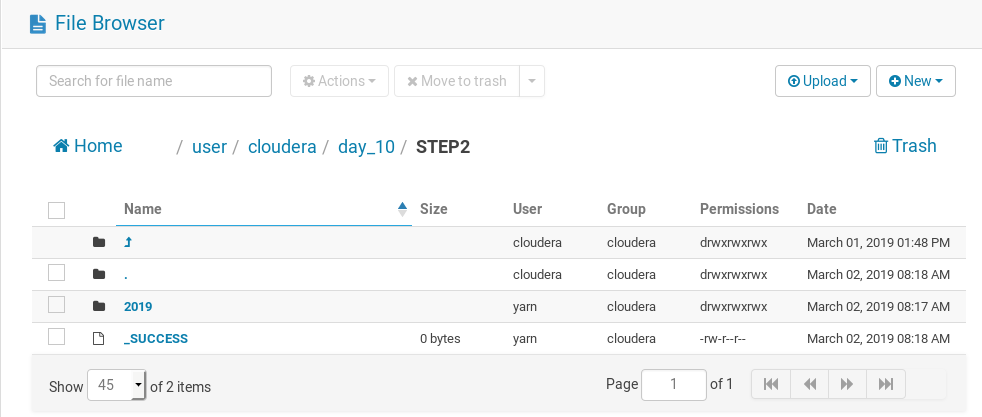 File Browser
Search for file name Actions Move to trash Upload New
Home / user / cloudera / day_10 / STEP2 Trash
Name Size User Group Permissions Date
cloudera cloudera drwxrwxrwx March 01, 2019 01:48 PM
. cloudera cloudera drwxrwxrwx March 02, 2019 08:18 AM
2019 yarn cloudera drwxrwxrwx March 02, 2019 08:17 AM
_SUCCESS 0 bytes yarn cloudera -rw-r--r-- March 02, 2019 08:18 AM
Show 45 of 2 items Page 1 of 1